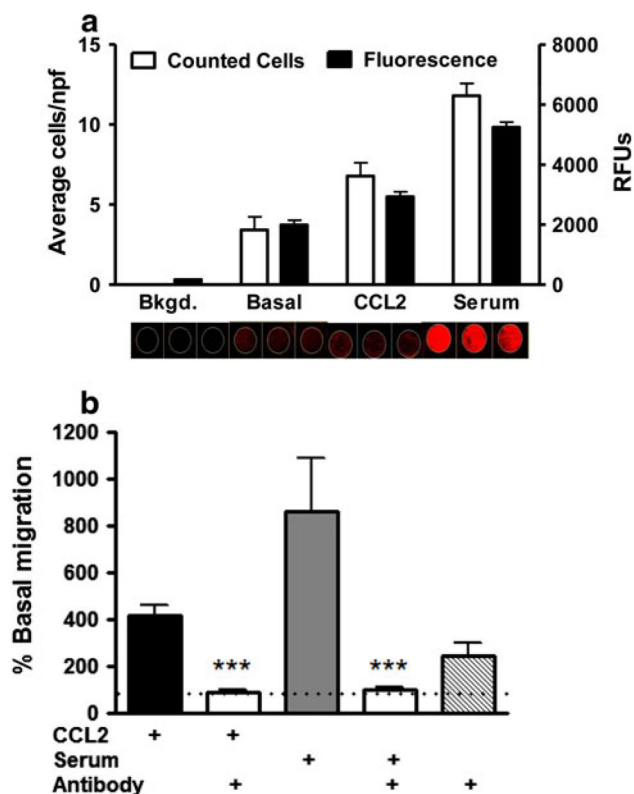 a
Counted Cells Fluorescence
Average cells/npf
15
10
5
0
RFUs
8000
6000
4000
2000
0
Bkgd. Basal CCL2 Serum
b
% Basal migration
1200
1000
800
600
400
200
0
*** ***
CCL2 + +
Serum + +
Antibody + + +